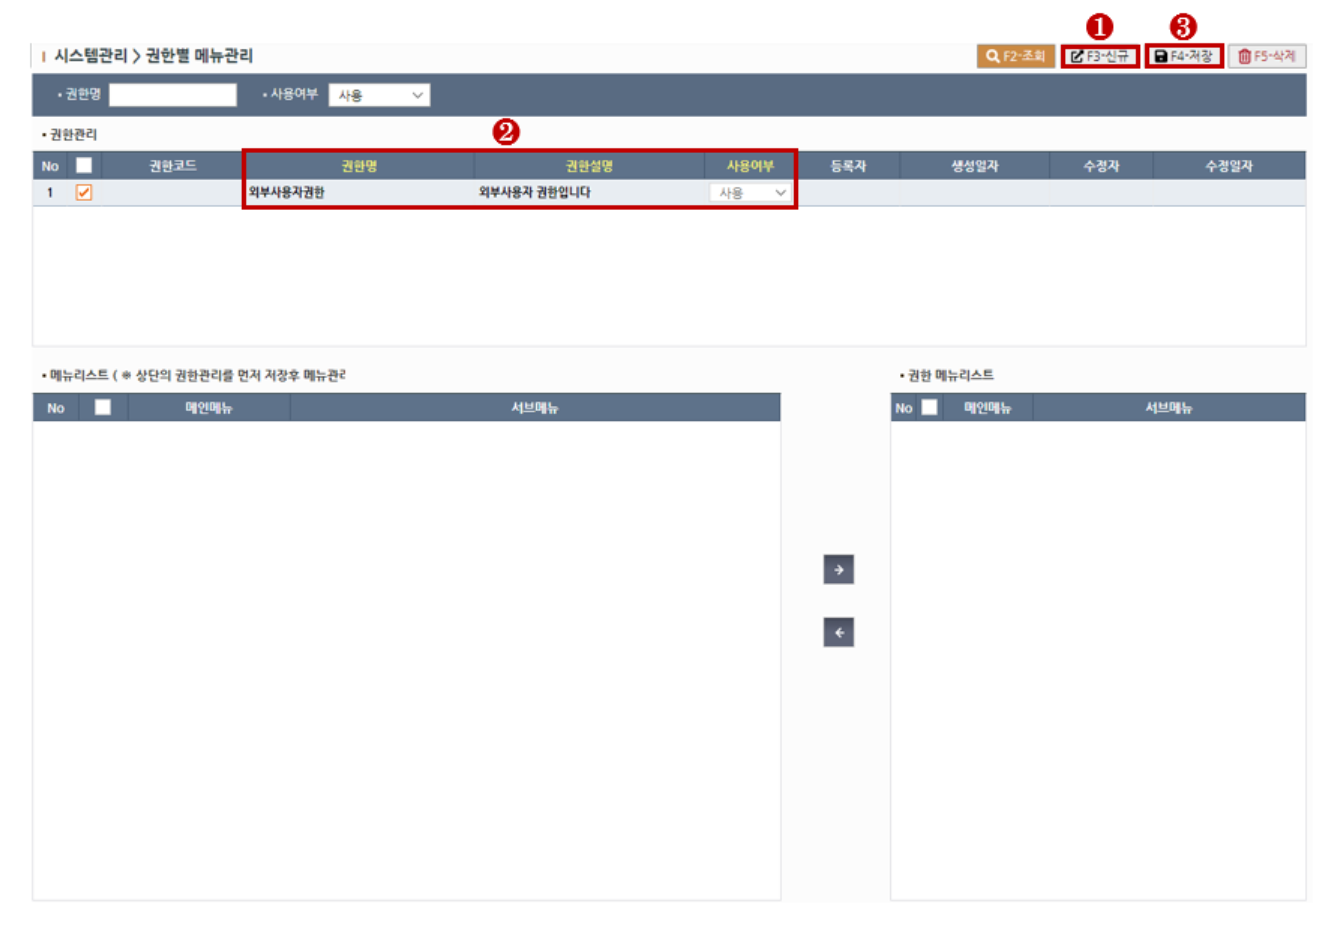 ❶ ❸
시스템관리 > 권한별 메뉴관리 F2-조회 F3-신규 F4-저장 F5-삭제
• 권한명 • 사용여부 사용
• 권한관리 ❷
No 권한코드 권한명 권한설명 사용여부 등록자 생성일자 수정자 수정일자
1 외부사용자권한 외부사용자 권한입니다 사용
• 메뉴리스트 ( ※ 상단의 권한관리를 먼저 저장후 메뉴관리 • 권한 메뉴리스트
No 메인메뉴 서브메뉴 No 메인메뉴 서브메뉴